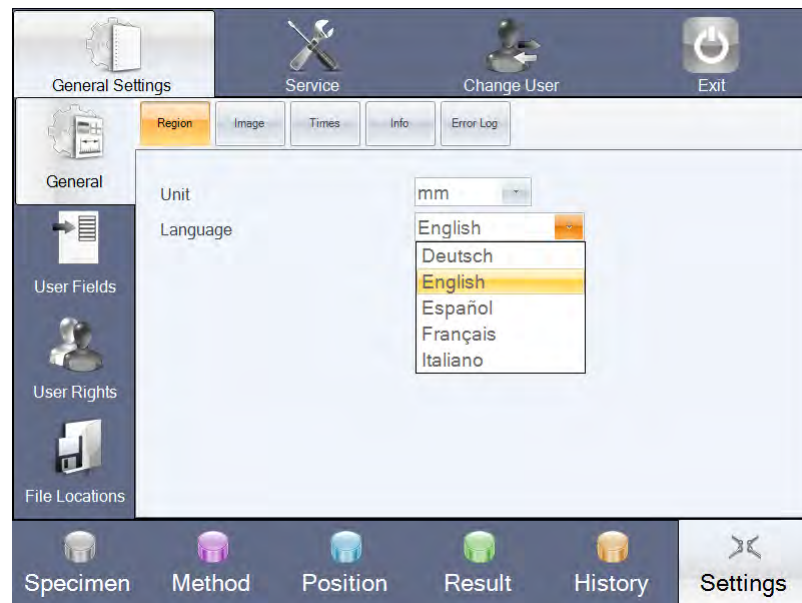 General Settings
Service
Change User
Exit
General
Region
Image
Times
Info
Error Log
Unit
mm
Language
English
Deutsch
English
Español
Français
Italiano
User Fields
User Rights
File Locations
Specimen
Method
Position
Result
History
Settings